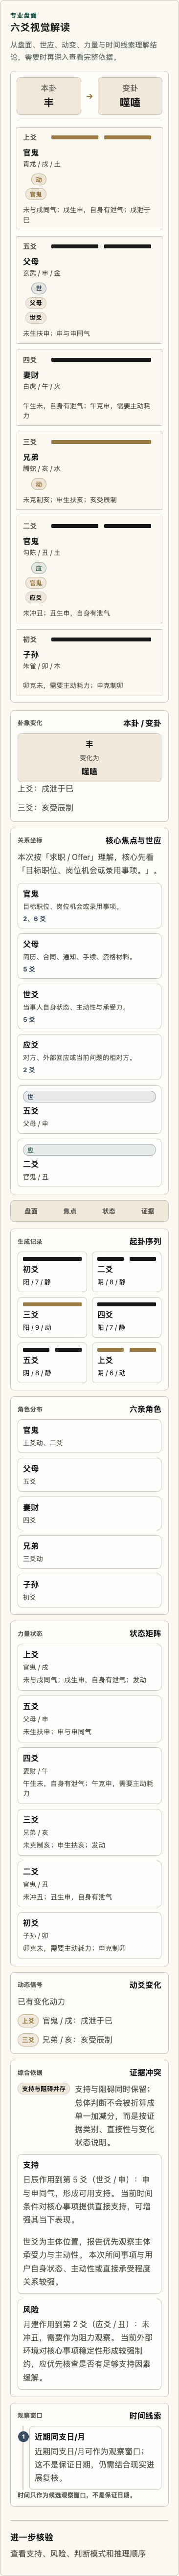 专业盘面
六爻视觉解读
从盘面、世应、动变、力量与时间线索理解结
论，需要时再深入查看完整依据。
本卦
丰
→
变卦
噬嗑
上爻
官鬼
青龙 / 戌 / 土
动
官鬼
未与戌同气；戌生申，自身有泄气；戌泄于
巳
五爻
父母
玄武 / 申 / 金
世
父母
世爻
未生扶申；申与申同气
四爻
妻财
白虎 / 午 / 火
午生未，自身有泄气；午克申，需要主动耗
力
三爻
兄弟
螣蛇 / 亥 / 水
动
未克制亥；申生扶亥；亥受辰制
二爻
官鬼
勾陈 / 丑 / 土
应
官鬼
应爻
未冲丑；丑生申，自身有泄气
初爻
子孙
朱雀 / 卯 / 木
卯克未，需要主动耗力；申克制卯
卦象变化
本卦 / 变卦
丰
变化为
噬嗑
上爻：戌泄于巳
三爻：亥受辰制
关系坐标
核心焦点与世应
本次按「求职 / Offer」理解，核心先看
「目标职位、岗位机会或录用事项。」。
官鬼
目标职位、岗位机会或录用事项。
2、6 爻
父母
简历、合同、通知、手续、资格材料。
5 爻
世爻
当事人自身状态、主动性与承受力。
5 爻
应爻
对方、外部回应或当前问题的相对方。
2 爻
世
五爻
父母 / 申
应
二爻
官鬼 / 丑
盘面
焦点
状态
证据
生成记录
起卦序列
初爻
阳 / 7 / 静
二爻
阴 / 8 / 静
三爻
阳 / 9 / 动
四爻
阳 / 7 / 静
五爻
阴 / 8 / 静
上爻
阴 / 6 / 动
角色分布
六亲角色
官鬼
上爻动、二爻
父母
五爻
妻财
四爻
兄弟
三爻动
子孙
初爻
力量状态
状态矩阵
上爻
官鬼 / 戌
未与戌同气；戌生申，自身有泄气；发动
五爻
父母 / 申
未生扶申；申与申同气
四爻
妻财 / 午
午生未，自身有泄气；午克申，需要主动耗
力
三爻
兄弟 / 亥
未克制亥；申生扶亥；发动
二爻
官鬼 / 丑
未冲丑；丑生申，自身有泄气
初爻
子孙 / 卯
卯克未，需要主动耗力；申克制卯
动态信号
动爻变化
已有变化动力
上爻 官鬼 / 戌：戌泄于巳
三爻 兄弟 / 亥：亥受辰制
综合依据
证据冲突
支持与阻碍并存
支持与阻碍同时保留；
总体判断不会被折算成
单一加减分，而是按证
据类别、直接性与变化
状态说明。
支持
日辰作用到第 5 爻（世爻 / 申）：申
与申同气，形成可用支持。 当前时间
条件对核心事项提供直接支持，可增
强其当下表现。
世爻为主体位置，报告优先观察主体
承受力与主动性。 本次所问事项与用
户自身状态、主动性或直接承受程度
关系较强。
风险
月建作用到第 2 爻（应爻 / 丑）：未
冲丑，需要作为阻力观察。 当前外部
环境对核心事项稳定性形成较强制
约，应优先核查是否有足够支持因素
缓解。
观察窗口
时间线索
1
近期同支日/月
近期同支日/月可作为观察窗口；
这不是保证日期，仍需结合现实进
展复核。
时间只作为候选观察窗口，不是保证日期。
进一步核验
查看支持、风险、判断模式和推理顺序